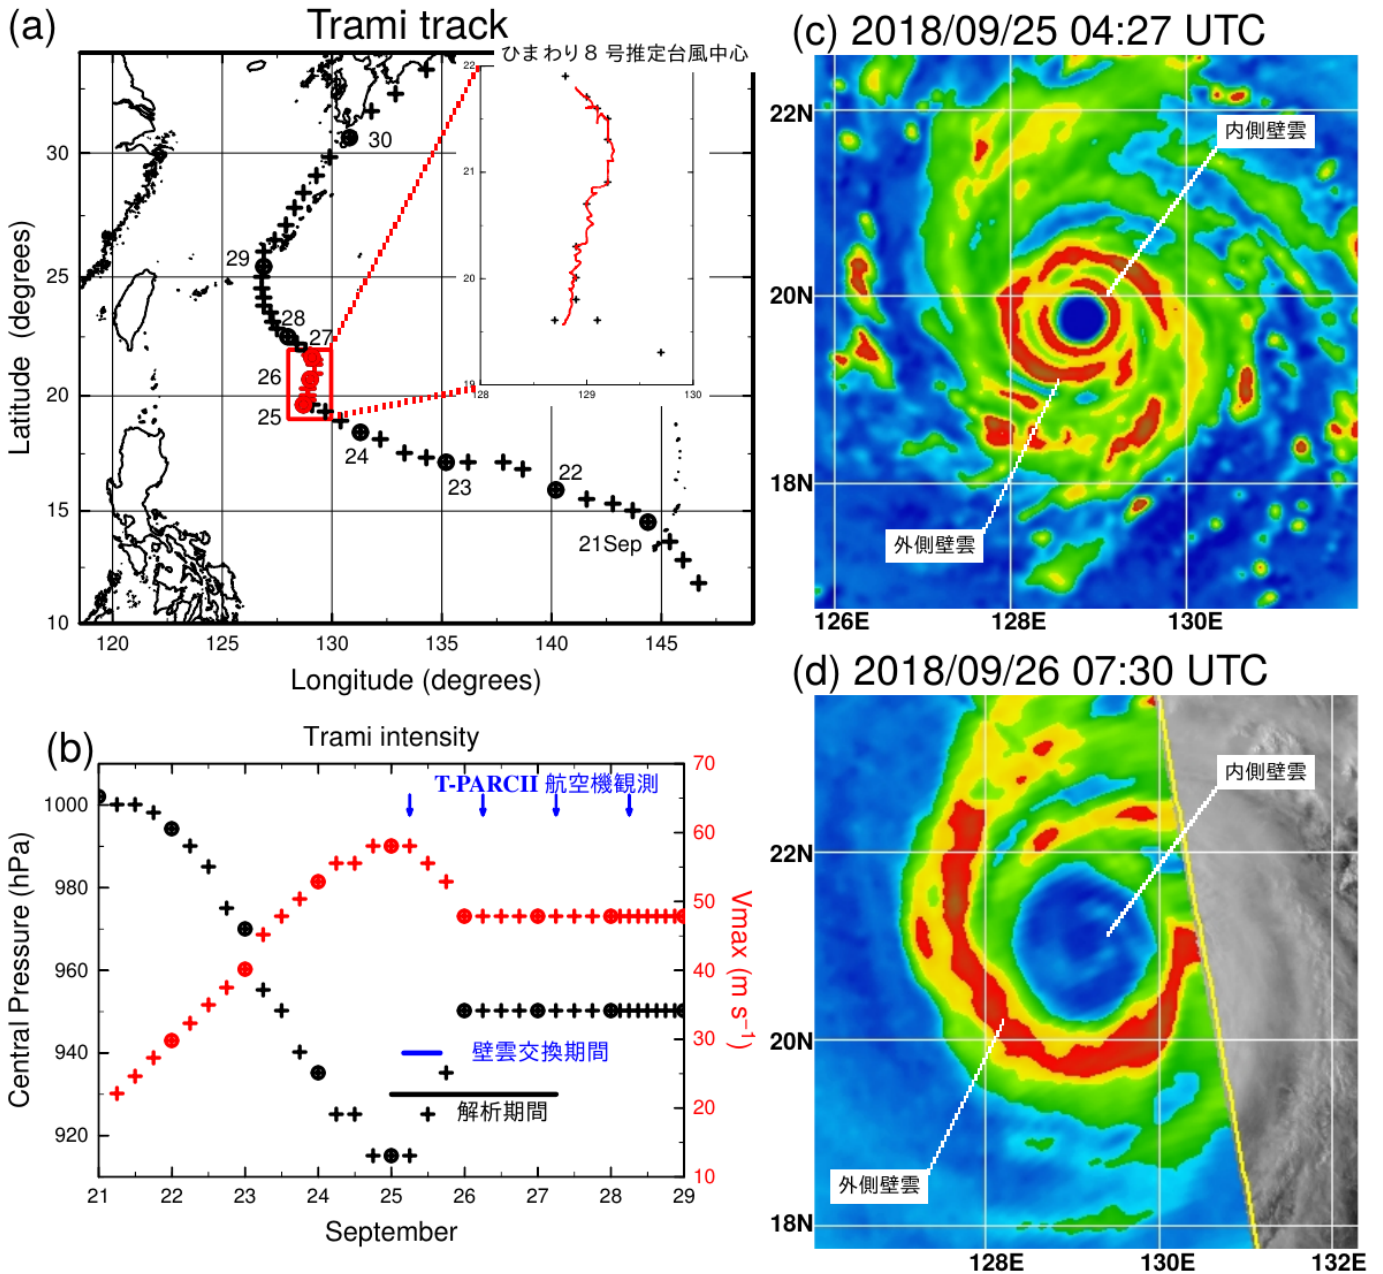 (a)
Trami track
ひまわり８号推定台風中心
Latitude (degrees)
30
25
20
15
10
120
125
130
135
140
145
Longitude (degrees)
30
29
28
27
26
25
24
23
22
21Sep
22
21
20
19
128
129
130
(b)
Trami intensity
T-PARCII 航空機観測
Central Pressure (hPa)
1000
980
960
940
920
70
60
50
40
30
20
10
Vmax (m s⁻¹)
壁雲交換期間
解析期間
21
22
23
24
25
26
27
28
29
September
(c) 2018/09/25 04:27 UTC
22N
20N
18N
126E
128E
130E
内側壁雲
外側壁雲
(d) 2018/09/26 07:30 UTC
22N
20N
18N
128E
130E
132E
内側壁雲
外側壁雲